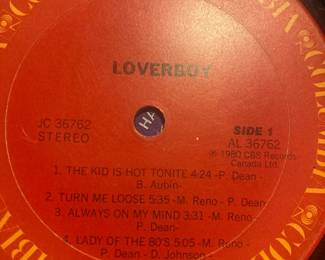 LOVERBOY
JC 36762
STEREO
HA
SIDE 1
AL 36762
℗ 1980 CBS Records
Canada Ltd.
1. THE KID IS HOT TONITE 4:24 -P. Dean -
B. Aubin-
2. TURN ME LOOSE 5:35 -M. Reno - P. Dean-
3. ALWAYS ON MY MIND 3:31 -M. Reno -
P. Dean-
4. LADY OF THE 80'S 5:05 -M. Reno -
P. Dean - D. Johnson -
COLUMBIA